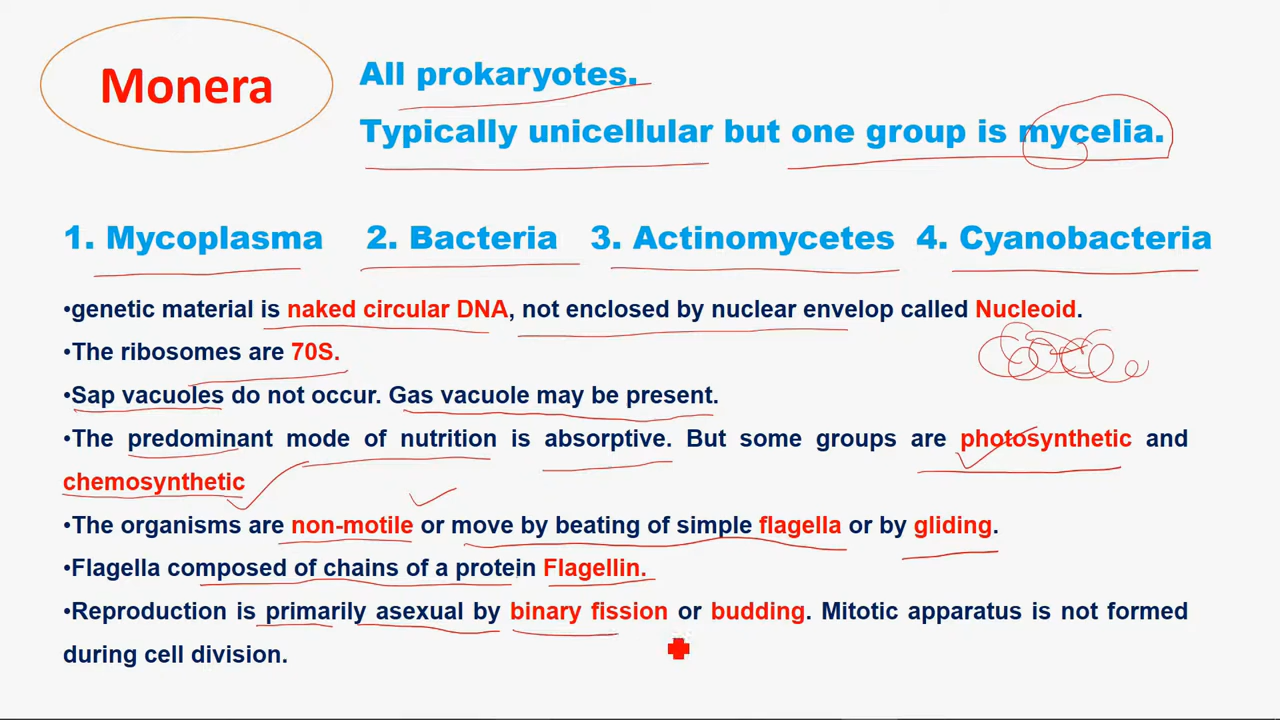 Monera
All prokaryotes.
Typically unicellular but one group is mycelia.
1. Mycoplasma 2. Bacteria 3. Actinomycetes 4. Cyanobacteria
•genetic material is naked circular DNA, not enclosed by nuclear envelop called Nucleoid.
•The ribosomes are 70S.
•Sap vacuoles do not occur. Gas vacuole may be present.
•The predominant mode of nutrition is absorptive. But some groups are photosynthetic and
chemosynthetic
•The organisms are non-motile or move by beating of simple flagella or by gliding.
•Flagella composed of chains of a protein Flagellin.
•Reproduction is primarily asexual by binary fission or budding. Mitotic apparatus is not formed
during cell division.